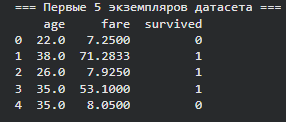 === Первые 5 экземпляров датасета ===
age fare survived
0 22.0 7.2500 0
1 38.0 71.2833 1
2 26.0 7.9250 1
3 35.0 53.1000 1
4 35.0 8.0500 0